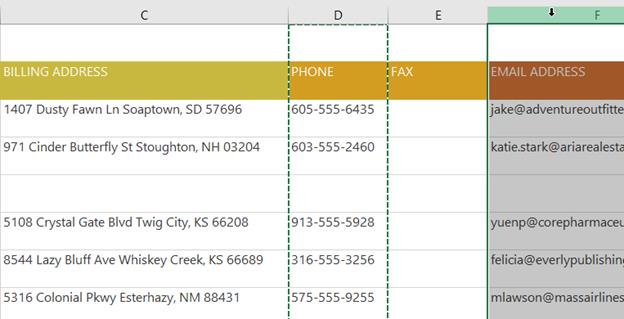 C D E F
BILLING ADDRESS PHONE FAX EMAIL ADDRESS
1407 Dusty Fawn Ln Soaptown, SD 57696 605-555-6435 jake@adventureoutfitte
971 Cinder Butterfly St Stoughton, NH 03204 603-555-2460 katie.stark@ariarealesta
5108 Crystal Gate Blvd Twig City, KS 66208 913-555-5928 yuenp@corepharmaceu
8544 Lazy Bluff Ave Whiskey Creek, KS 66689 316-555-3256 felicia@everlypublishing
5316 Colonial Pkwy Esterhazy, NM 88431 575-555-9255 mlawson@massairlines